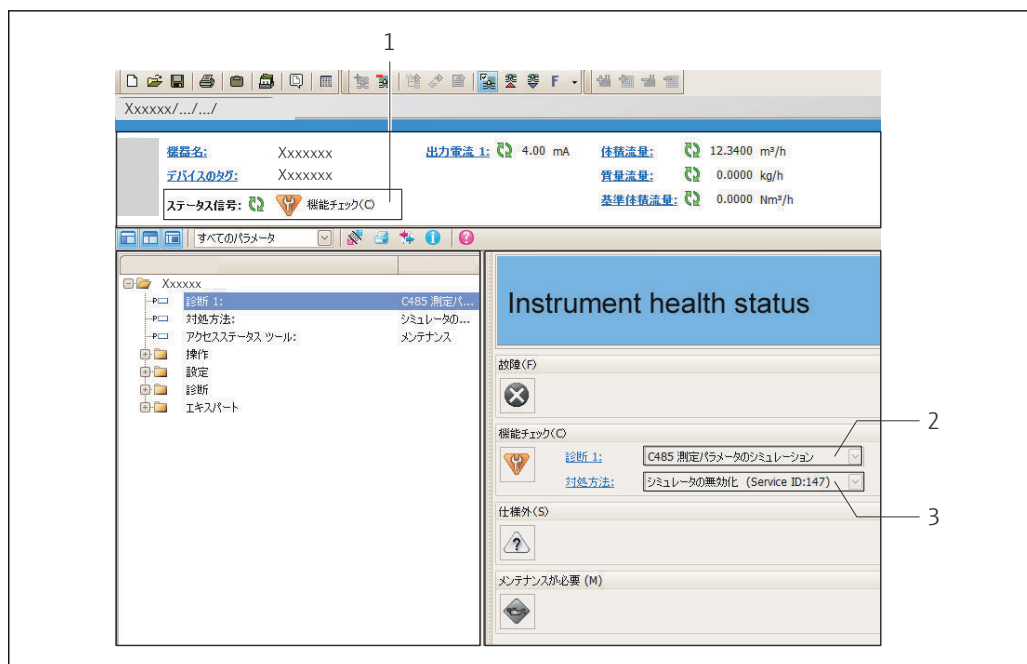 1
F
Xxxxxx/.../.../
機器名: Xxxxxxx 出力電流 1: 4.00 mA 体積流量: 12.3400 m³/h
デバイスのタグ: Xxxxxxx 質量流量: 0.0000 kg/h
ステータス信号: 機能チェック(C) 基準体積流量: 0.0000 Nm³/h
すべてのパラメータ
Xxxxxx
診断 1: C485 測定パ...
対処方法: シミュレータの...
アクセスステータス ツール: メンテナンス
操作
設定
診断
エキスパート
Instrument health status
故障(F)
機能チェック(C)
診断 1: C485 測定パラメータのシミュレーション
2
対処方法: シミュレータの無効化 (Service ID:147)
3
仕様外(S)
メンテナンスが必要 (M)